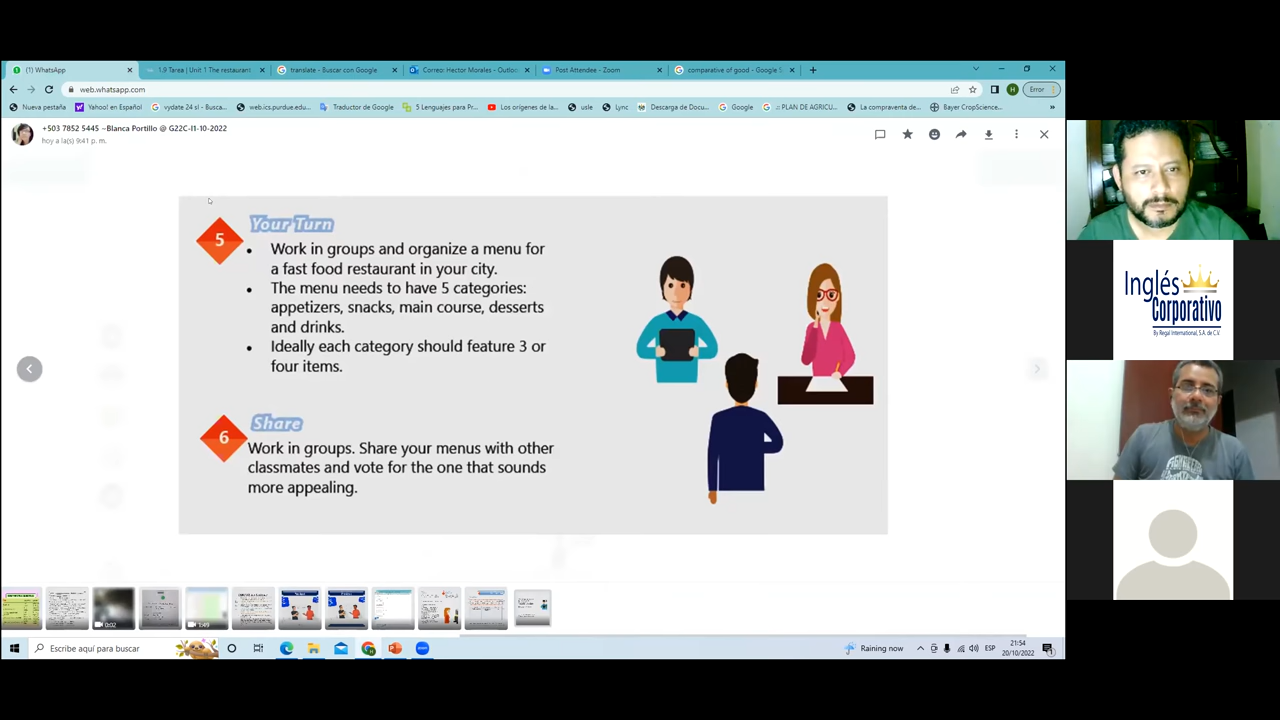 (1) WhatsApp
1.9 Tarea | Unit 1 The restaurant
translate - Buscar con Google
Correo: Hector Morales - Outloo
Post Attendee - Zoom
comparative of good - Google
web.whatsapp.com
Error
Nueva pestaña
Yahoo! en Español
vydate 24 sl - Busca...
web.ics.purdue.edu...
Traductor de Google
5 Lenguajes para Pr...
Los orígenes de la...
usle
Lync
Descarga de Docu...
Google
.:: PLAN DE AGRICU...
La compraventa de...
Bayer CropScience...
+503 7852 5445 ~Blanca Portillo @ G22C-I1-10-2022
hoy a la(s) 9:41 p. m.
5
Your Turn
• Work in groups and organize a menu for
a fast food restaurant in your city.
• The menu needs to have 5 categories:
appetizers, snacks, main course, desserts
and drinks.
• Ideally each category should feature 3 or
four items.
6
Share
Work in groups. Share your menus with other
classmates and vote for the one that sounds
more appealing.
Inglés
Corporativo
By Regal International, S.A. de C.V.
0:02
1:49
Escribe aquí para buscar
Raining now
ESP
21:54
20/10/2022